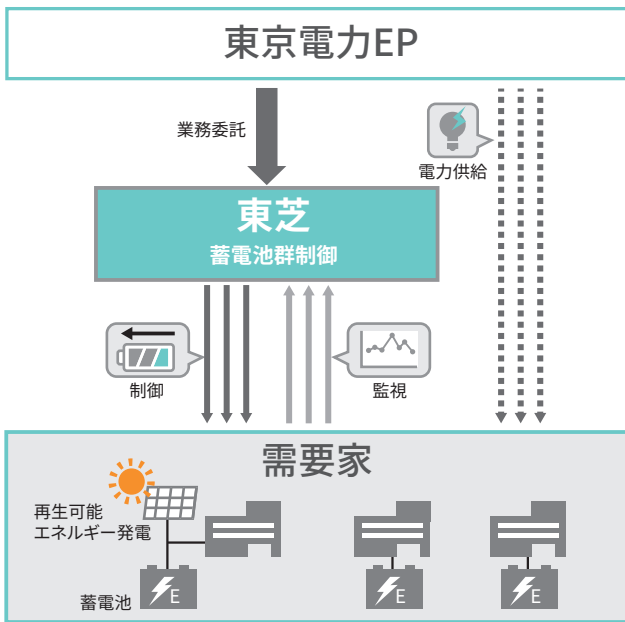 東京電力EP
業務委託
電力供給
東芝
蓄電池群制御
制御
監視
需要家
再生可能
エネルギー発電
蓄電池
E
E
E